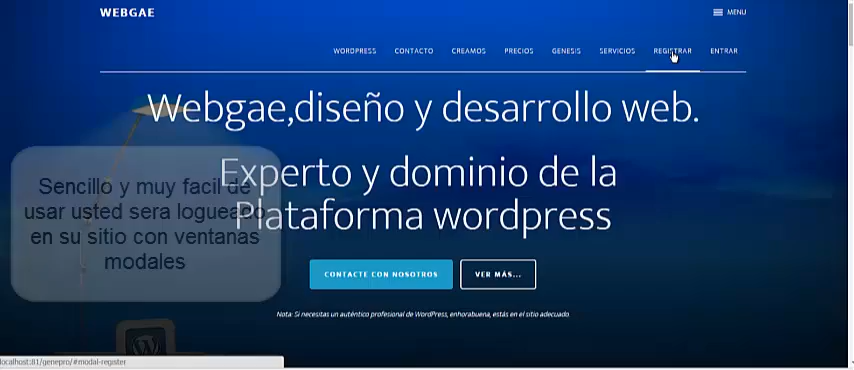 WEBGAE
MENU
WORDPRESS CONTACTO CREAMOS PRECIOS GENESIS SERVICIOS REGISTRAR ENTRAR
Webgae,diseño y desarrollo web.
Experto y dominio de la
Plataforma wordpress
Sencillo y muy facil de
usar usted sera logueado
en su sitio con ventanas
modales
CONTACTE CON NOSOTROS
VER MÁS...
Nota: Si necesitas un auténtico profesional de WordPress, enhorabuena, estás en el sitio adecuado.
localhost:81/genepro/#modal-register